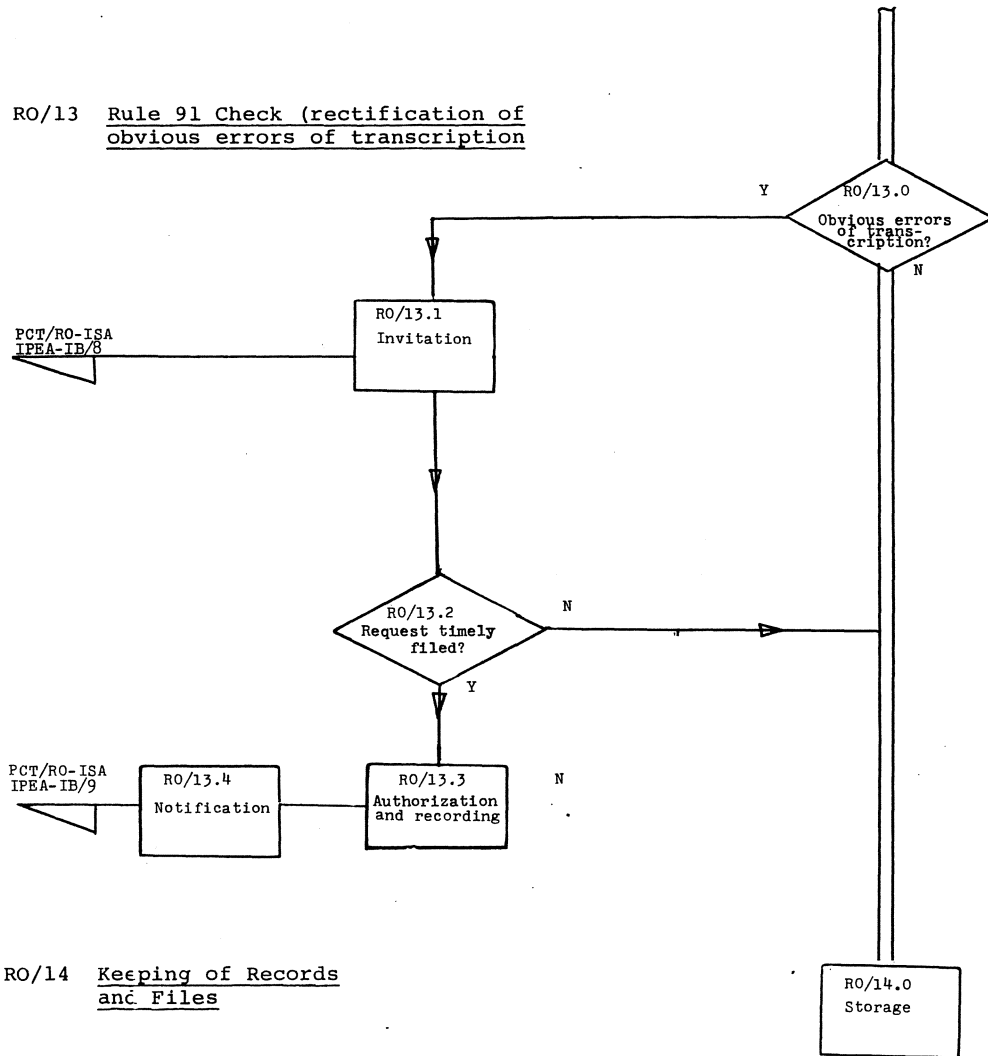 RO/13 Rule 91 Check (rectification of
obvious errors of transcription
Y
RO/13.0
Obvious errors
of trans-
cription?
N
RO/13.1
Invitation
PCT/RO-ISA
IPEA-IB/8
RO/13.2
Request timely
filed?
N
Y
PCT/RO-ISA
IPEA-IB/9
RO/13.4
Notification
RO/13.3
Authorization
and recording
N
RO/14 Keeping of Records
and Files
RO/14.0
Storage